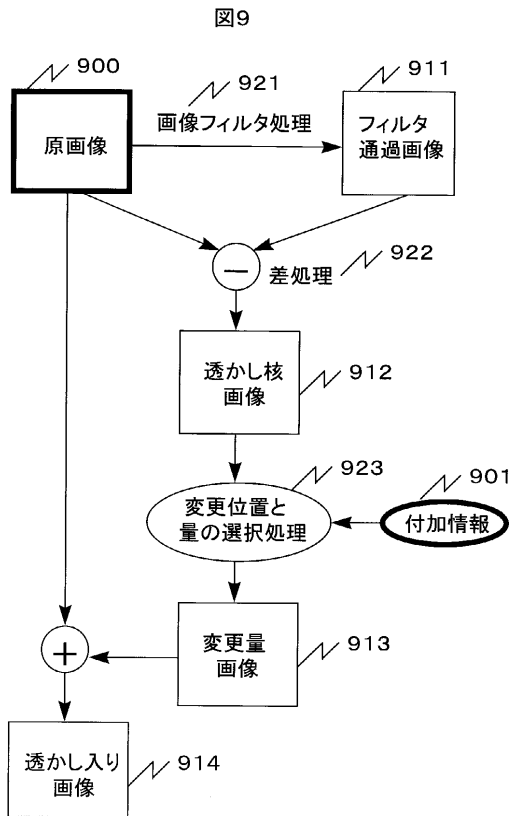 図9
900
921
911
原画像
画像フィルタ処理
フィルタ
通過画像
−
差処理
922
透かし核
画像
912
923
変更位置と
量の選択処理
901
付加情報
+
変更量
画像
913
透かし入り
画像
914